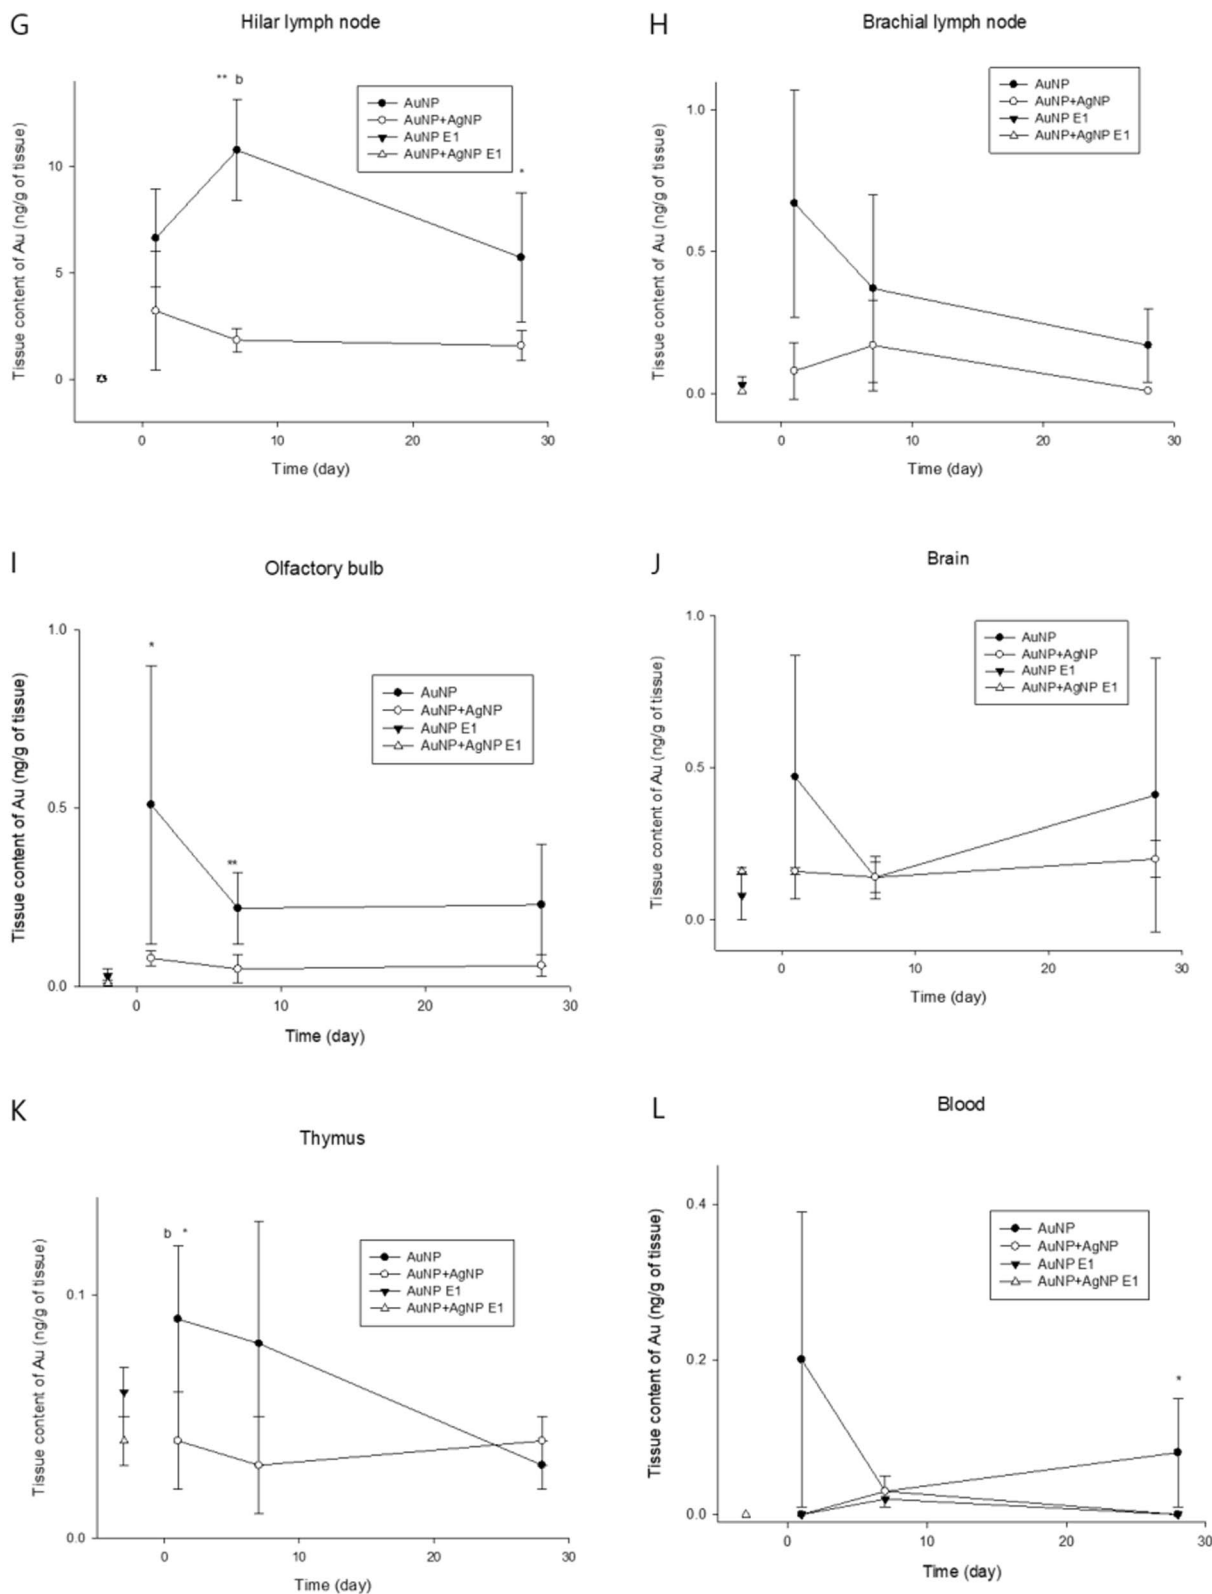 G
Hilar lymph node
** b
*
AuNP
AuNP+AgNP
AuNP E1
AuNP+AgNP E1
Tissue content of Au (ng/g of tissue)
10
5
0
0 10 20 30
Time (day)
H
Brachial lymph node
AuNP
AuNP+AgNP
AuNP E1
AuNP+AgNP E1
Tissue content of Au (ng/g of tissue)
1.0
0.5
0.0
0 10 20 30
Time (day)
I
Olfactory bulb
*
**
AuNP
AuNP+AgNP
AuNP E1
AuNP+AgNP E1
Tissue content of Au (ng/g of tissue)
1.0
0.5
0.0
0 10 20 30
Time (day)
J
Brain
AuNP
AuNP+AgNP
AuNP E1
AuNP+AgNP E1
Tissue content of Au (ng/g of tissue)
1.0
0.5
0.0
0 10 20 30
Time (day)
K
Thymus
b *
AuNP
AuNP+AgNP
AuNP E1
AuNP+AgNP E1
Tissue content of Au (ng/g of tissue)
0.1
0.0
0 10 20 30
Time (day)
L
Blood
*
AuNP
AuNP+AgNP
AuNP E1
AuNP+AgNP E1
Tissue content of Au (ng/g of tissue)
0.4
0.2
0.0
0 10 20 30
Time (day)